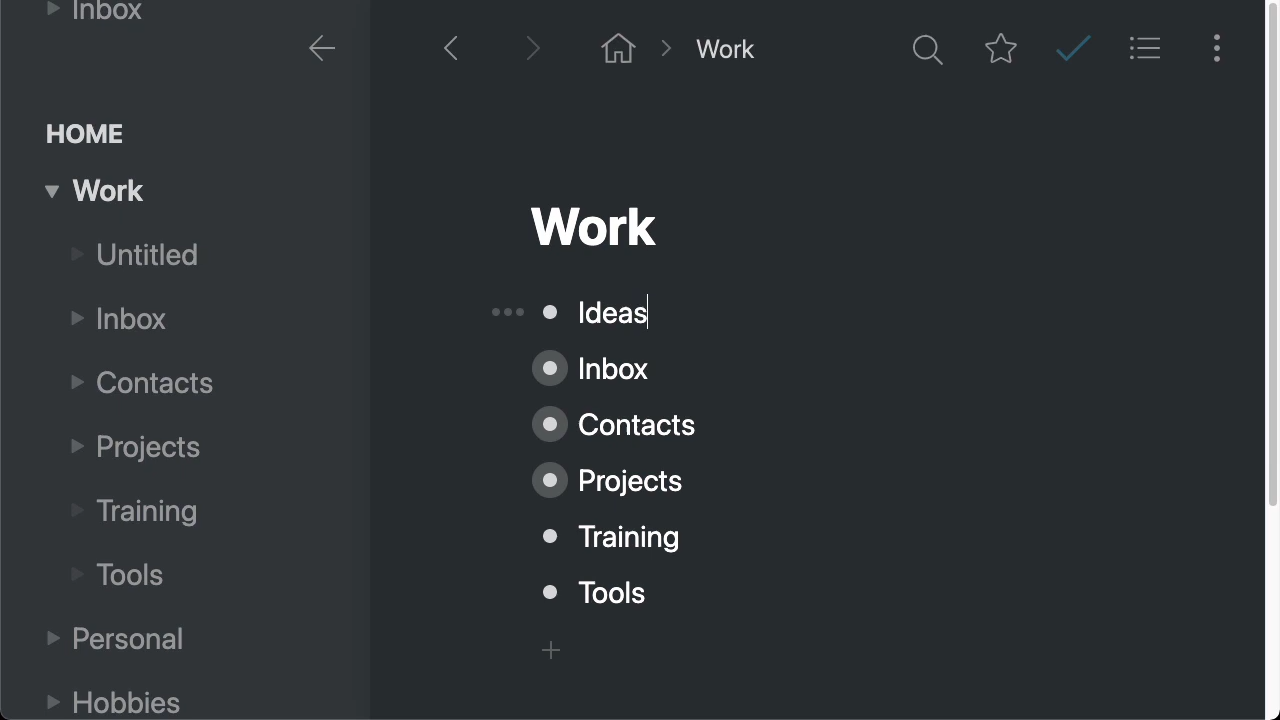 Inbox
HOME
Work
Untitled
Inbox
Contacts
Projects
Training
Tools
Personal
Hobbies
Work
Work
Ideas
Inbox
Contacts
Projects
Training
Tools